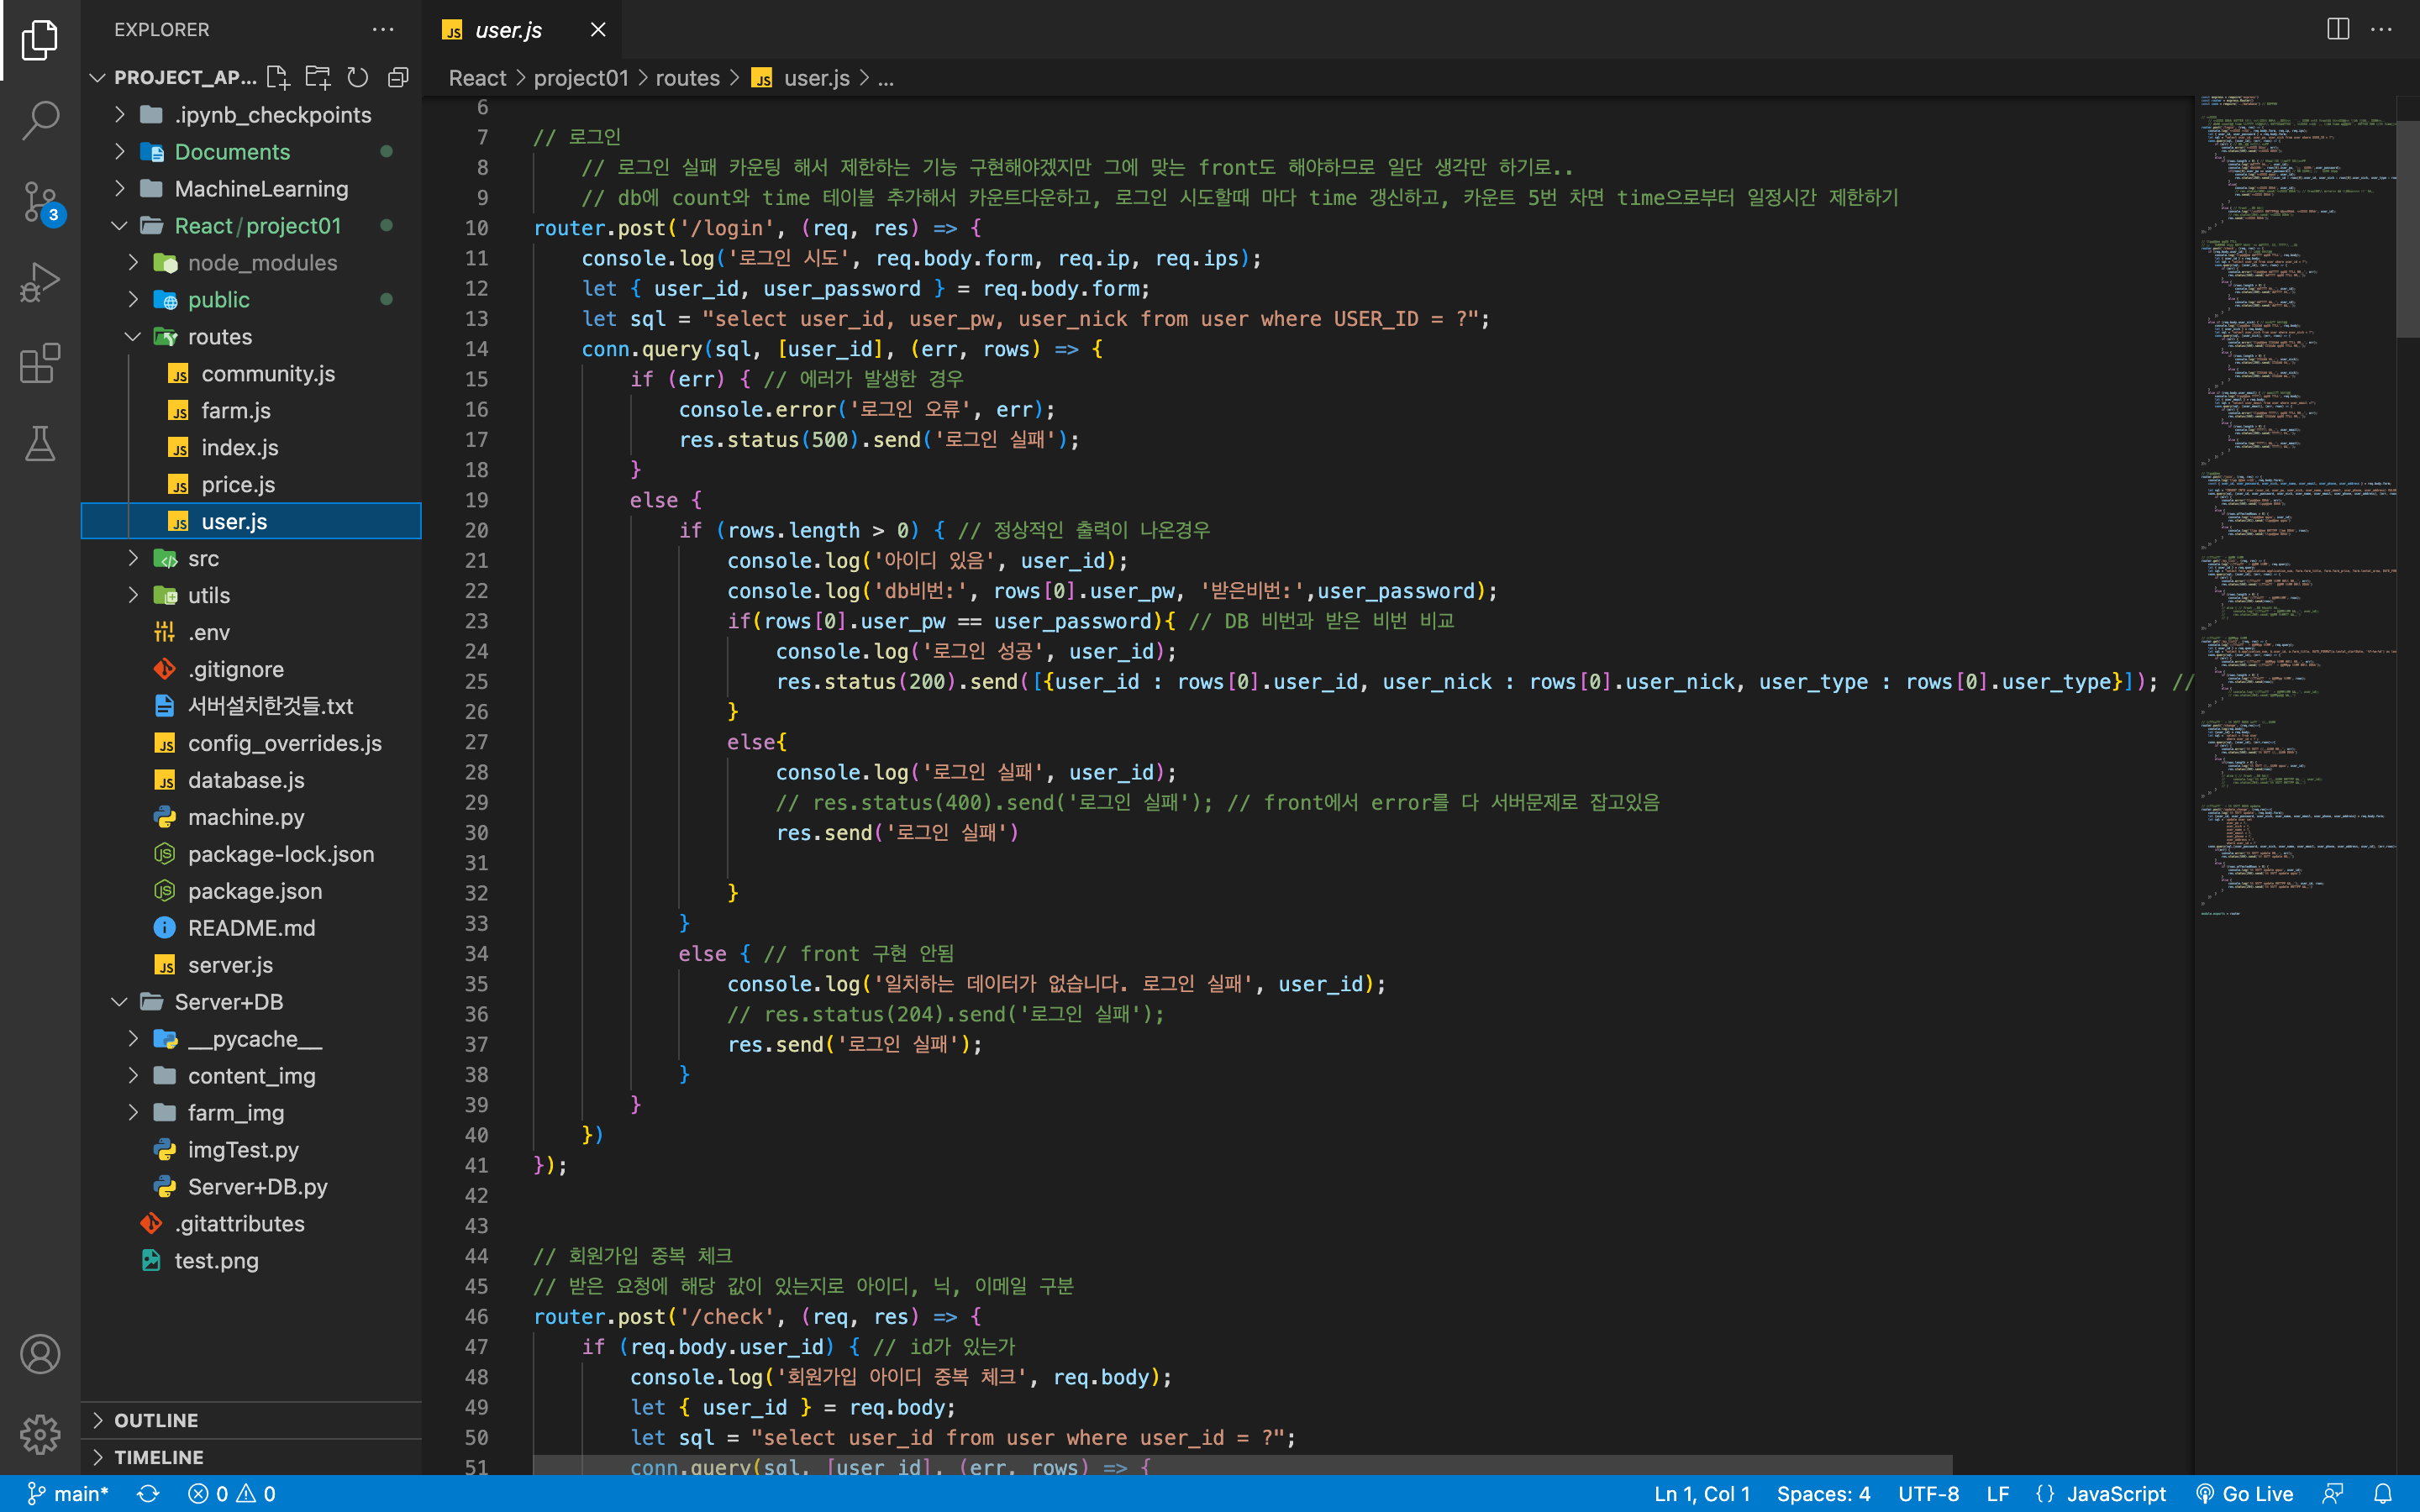 EXPLORER
PROJECT_AP...
.ipynb_checkpoints
Documents
MachineLearning
React/project01
node_modules
public
routes
community.js
farm.js
index.js
price.js
user.js
src
utils
.env
.gitignore
서버설치한것들.txt
config_overrides.js
database.js
machine.py
package-lock.json
package.json
README.md
server.js
Server+DB
__pycache__
content_img
farm_img
imgTest.py
Server+DB.py
.gitattributes
test.png
OUTLINE
TIMELINE
3
JS user.js
React > project01 > routes > JS user.js > ...
6
7 // 로그인
8 // 로그인 실패 카운팅 해서 제한하는 기능 구현해야겠지만 그에 맞는 front도 해야하므로 일단 생각만 하기로..
9 // db에 count와 time 테이블 추가해서 카운트다운하고, 로그인 시도할때 마다 time 갱신하고, 카운트 5번 차면 time으로부터 일정시간 제한하기
10 router.post('/login', (req, res) => {
11 console.log('로그인 시도', req.body.form, req.ip, req.ips);
12 let { user_id, user_password } = req.body.form;
13 let sql = "select user_id, user_pw, user_nick from user where USER_ID = ?";
14 conn.query(sql, [user_id], (err, rows) => {
15 if (err) { // 에러가 발생한 경우
16 console.error('로그인 오류', err);
17 res.status(500).send('로그인 실패');
18 }
19 else {
20 if (rows.length > 0) { // 정상적인 출력이 나온경우
21 console.log('아이디 있음', user_id);
22 console.log('db비번:', rows[0].user_pw, '받은비번:',user_password);
23 if(rows[0].user_pw == user_password){ // DB 비번과 받은 비번 비교
24 console.log('로그인 성공', user_id);
25 res.status(200).send([{user_id : rows[0].user_id, user_nick : rows[0].user_nick, user_type : rows[0].user_type}]); //
26 }
27 else{
28 console.log('로그인 실패', user_id);
29 // res.status(400).send('로그인 실패'); // front에서 error를 다 서버문제로 잡고있음
30 res.send('로그인 실패')
31
32 }
33 }
34 else { // front 구현 안됨
35 console.log('일치하는 데이터가 없습니다. 로그인 실패', user_id);
36 // res.status(204).send('로그인 실패');
37 res.send('로그인 실패');
38 }
39 }
40 })
41 });
42
43
44 // 회원가입 중복 체크
45 // 받은 요청에 해당 값이 있는지로 아이디, 닉, 이메일 구분
46 router.post('/check', (req, res) => {
47 if (req.body.user_id) { // id가 있는가
48 console.log('회원가입 아이디 중복 체크', req.body);
49 let { user_id } = req.body;
50 let sql = "select user_id from user where user_id = ?";
51 conn.query(sql, [user_id], (err, rows) => {
main* 0 0
Ln 1, Col 1 Spaces: 4 UTF-8 LF {} JavaScript Go Live